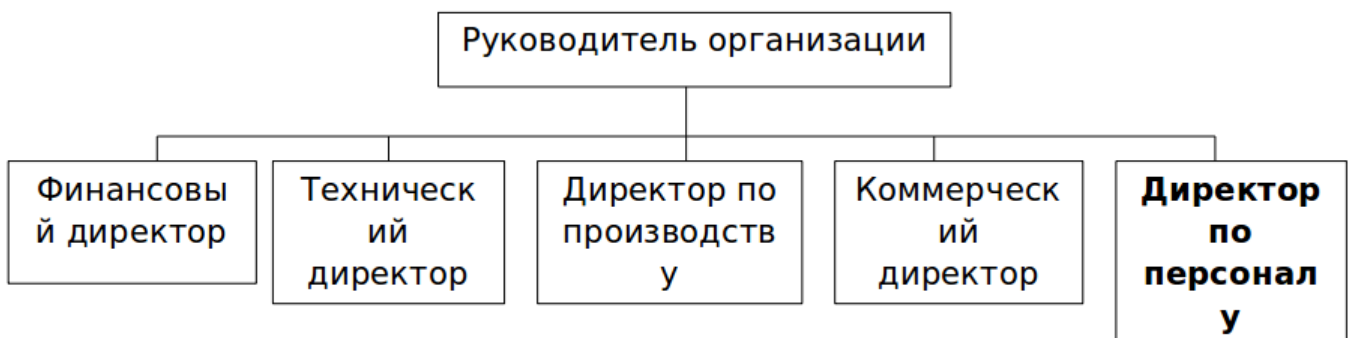 Руководитель организации
Финансовы
й директор
Техническ
ий
директор
Директор по
производств
у
Коммерческ
ий
директор
Директор
по
персонал
у